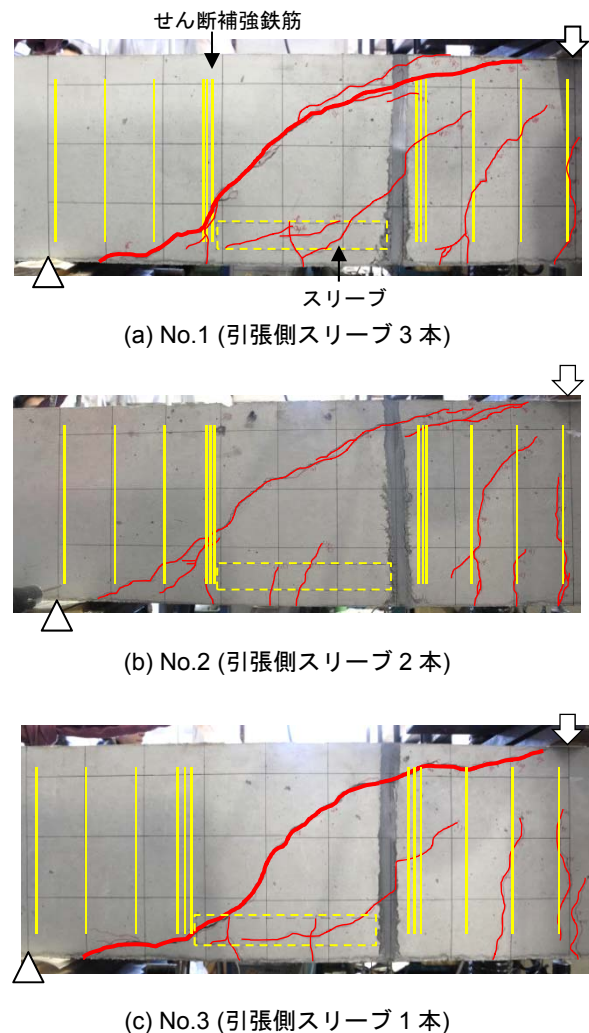 せん断補強鉄筋
スリーブ
(a) No.1 (引張側スリーブ 3 本)
(b) No.2 (引張側スリーブ 2 本)
(c) No.3 (引張側スリーブ 1 本)